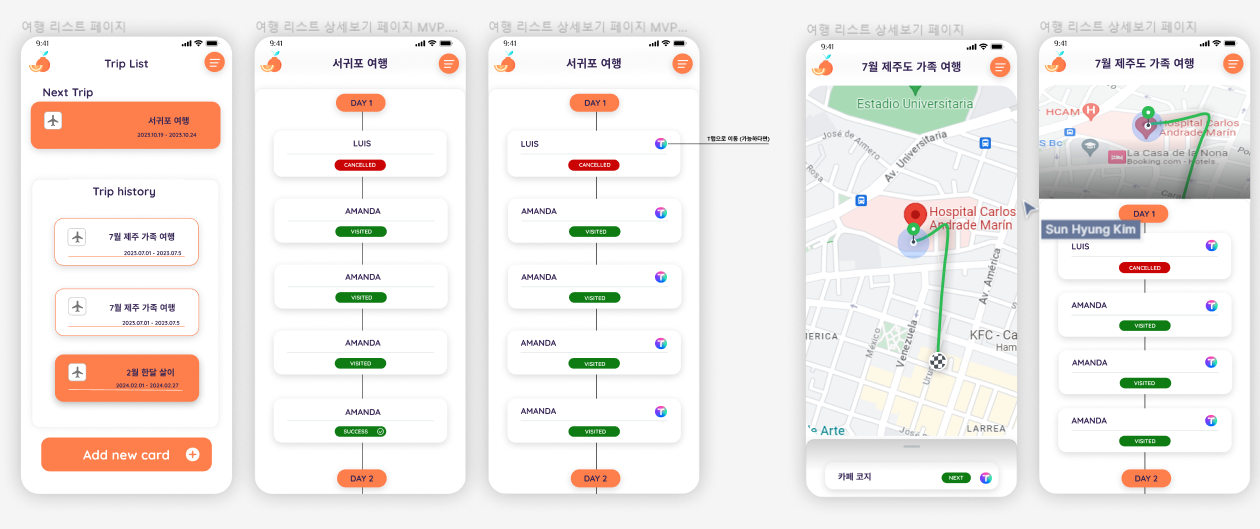 여행 리스트 페이지
9:41
Trip List
Next Trip
서귀포 여행
2023.10.19 - 2023.10.24
Trip history
7월 제주 가족 여행
2023.07.01 - 2023.07.5
7월 제주 가족 여행
2023.07.01 - 2023.07.5
2월 한달 살이
2024.02.01 - 2024.02.27
Add new card
여행 리스트 상세보기 페이지 MVP....
9:41
서귀포 여행
DAY 1
LUIS
CANCELLED
AMANDA
VISITED
AMANDA
VISITED
AMANDA
VISITED
AMANDA
SUCCESS
DAY 2
여행 리스트 상세보기 페이지 MVP...
9:41
서귀포 여행
DAY 1
LUIS
T맵으로 이동 (가능하다면)
CANCELLED
AMANDA
VISITED
AMANDA
VISITED
AMANDA
VISITED
AMANDA
VISITED
DAY 2
여행 리스트 상세보기 페이지
9:41
7월 제주도 가족 여행
Estadio Universitaria
José de Armero
Av. Universitaria
Rosa
Hospital Carlos
Andrade Marín
Av. América
ERICA
México
Venezuela
KFC - Ca
Ham
LAREA
e Arte
José
카페 코지
NEXT
여행 리스트 상세보기 페이지
9:41
7월 제주도 가족 여행
HCAM
Hospital Carlos
Andrade Marín
S Bc
La Casa de la Nona
Booking.com - Hotels
DAY 1
Sun Hyung Kim
LUIS
CANCELLED
AMANDA
VISITED
AMANDA
VISITED
AMANDA
VISITED
DAY 2